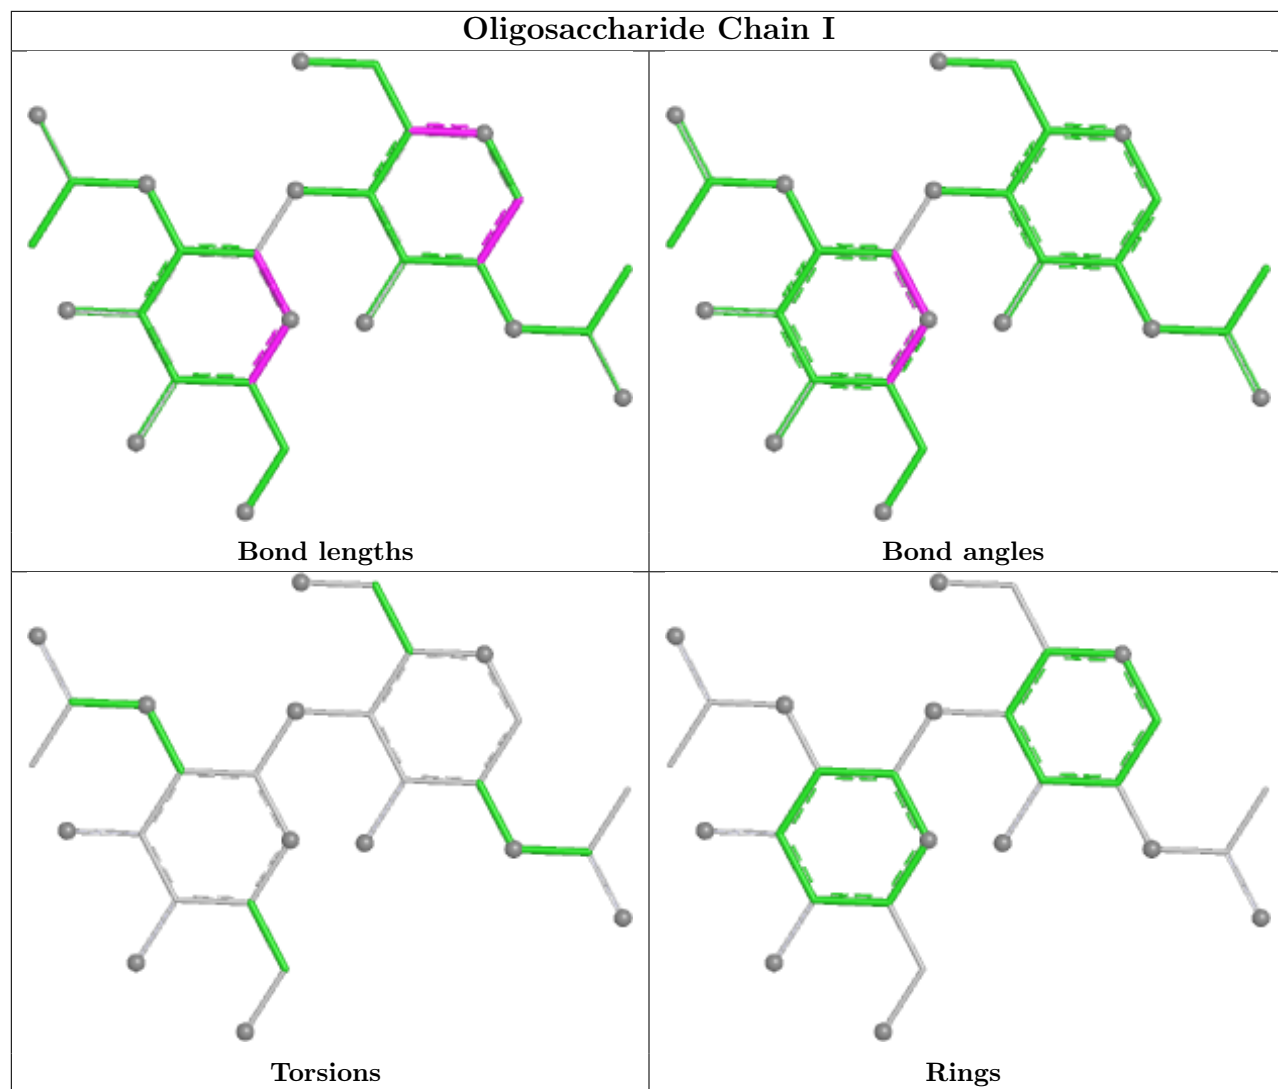 Oligosaccharide Chain I
Bond lengths
Bond angles
Torsions
Rings